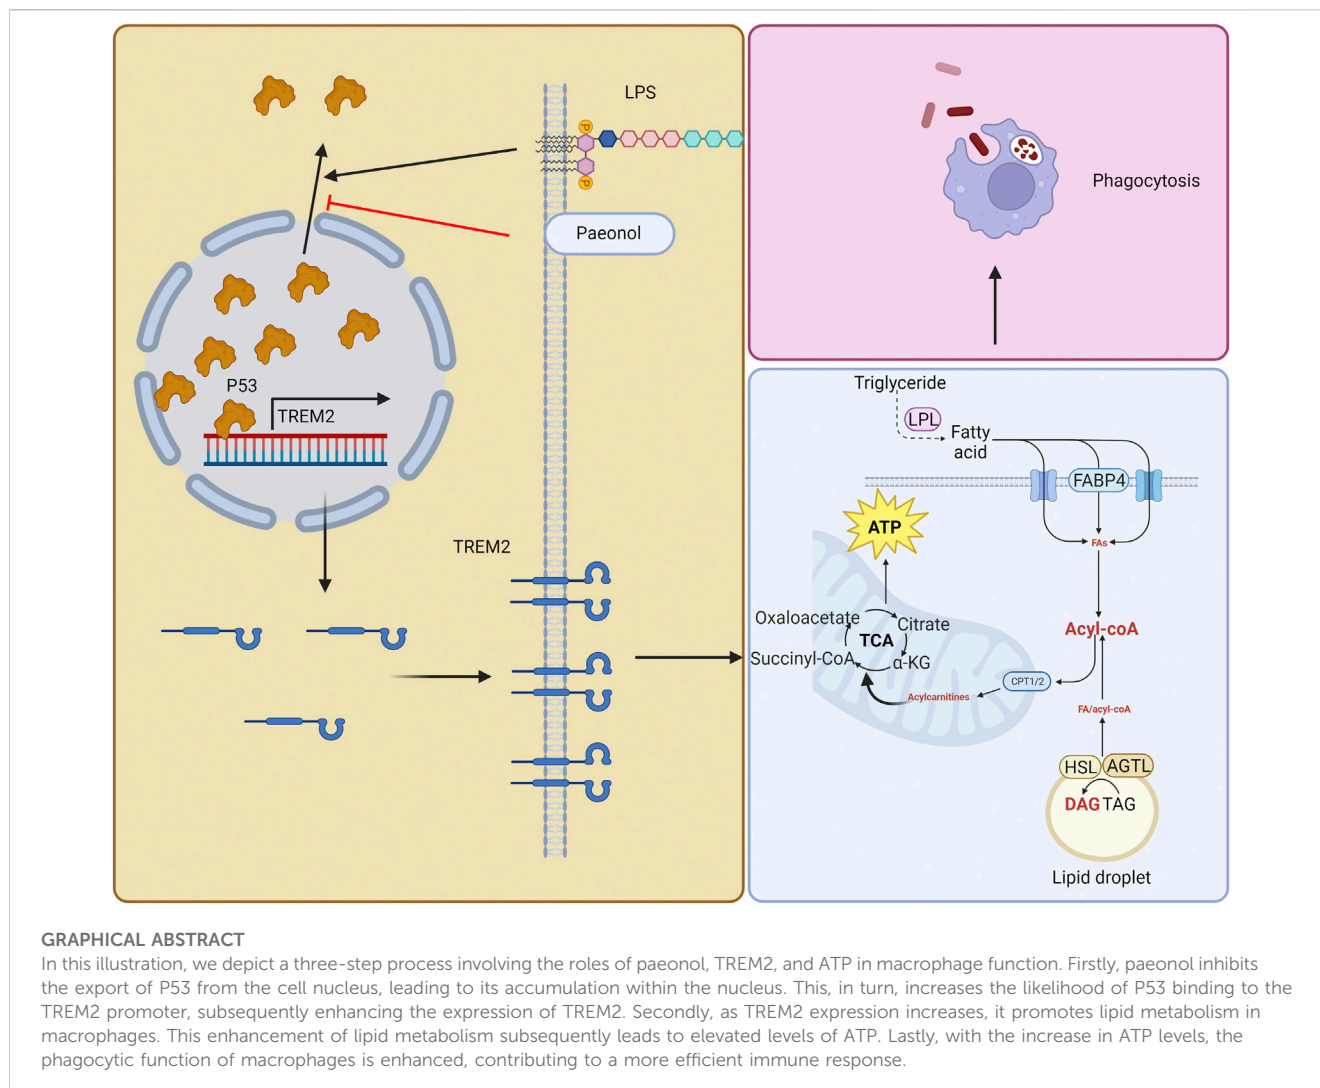 LPS
P
P
Paeonol
P53
TREM2
TREM2
Phagocytosis
Triglyceride
LPL
Fatty
acid
FABP4
FAs
ATP
Oxaloacetate
Citrate
TCA
Succinyl-CoA
α-KG
Acyl-coA
CPT1/2
Acylcarnitines
FA/acyl-coA
HSL
AGTL
DAG TAG
Lipid droplet
GRAPHICAL ABSTRACT
In this illustration, we depict a three-step process involving the roles of paeonol, TREM2, and ATP in macrophage function. Firstly, paeonol inhibits
the export of P53 from the cell nucleus, leading to its accumulation within the nucleus. This, in turn, increases the likelihood of P53 binding to the
TREM2 promoter, subsequently enhancing the expression of TREM2. Secondly, as TREM2 expression increases, it promotes lipid metabolism in
macrophages. This enhancement of lipid metabolism subsequently leads to elevated levels of ATP. Lastly, with the increase in ATP levels, the
phagocytic function of macrophages is enhanced, contributing to a more efficient immune response.